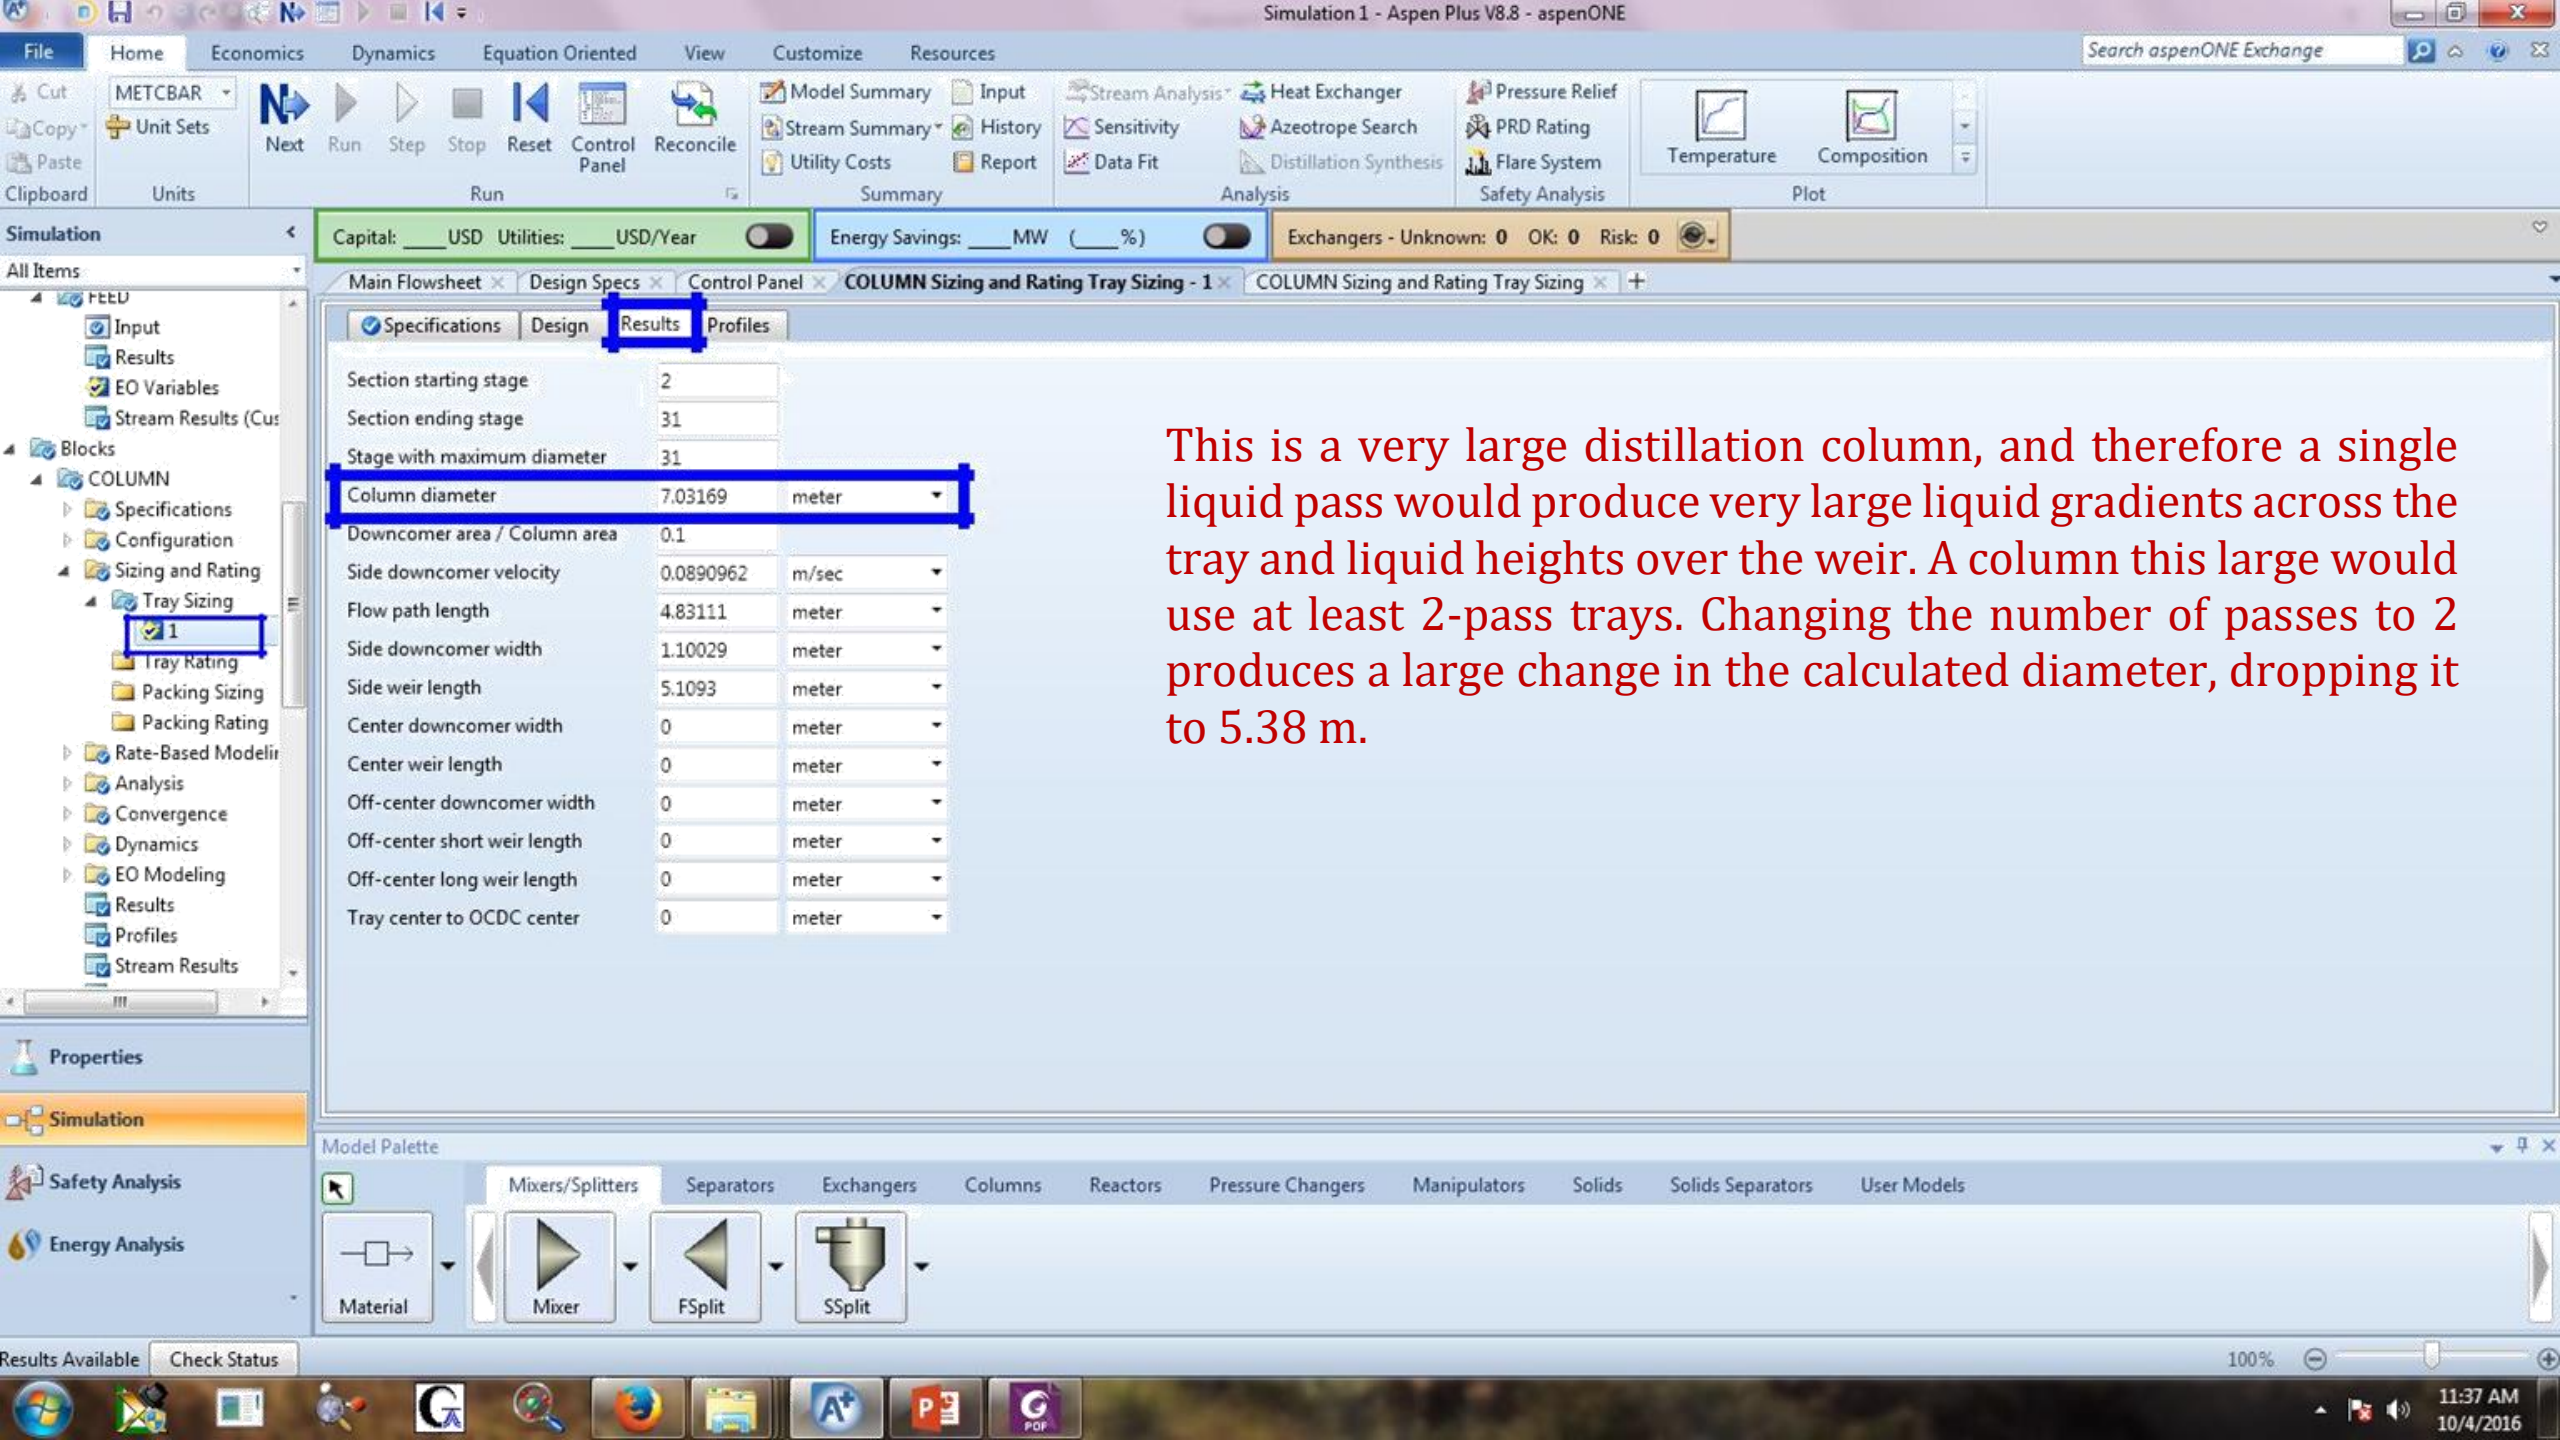 Simulation 1 - Aspen Plus V8.8 - aspenONE
File Home Economics Dynamics Equation Oriented View Customize Resources
Search aspenONE Exchange
Cut METCBAR
Copy Unit Sets
Paste
Clipboard Units
Next Run Step Stop Reset Control Panel Reconcile
Run
Model Summary Input
Stream Summary History
Utility Costs Report
Summary
Stream Analysis Heat Exchanger
Sensitivity Azeotrope Search
Data Fit Distillation Synthesis
Analysis
Pressure Relief
PRD Rating
Flare System
Safety Analysis
Temperature Composition
Plot
Capital: ____USD Utilities: ____USD/Year
Energy Savings: ____MW (____%)
Exchangers - Unknown: 0 OK: 0 Risk: 0
Simulation
All Items
FEED
Input
Results
EO Variables
Stream Results (Cus
Blocks
COLUMN
Specifications
Configuration
Sizing and Rating
Tray Sizing
1
Tray Rating
Packing Sizing
Packing Rating
Rate-Based Modelin
Analysis
Convergence
Dynamics
EO Modeling
Results
Profiles
Stream Results
Properties
Simulation
Safety Analysis
Energy Analysis
Main Flowsheet Design Specs Control Panel COLUMN Sizing and Rating Tray Sizing - 1 COLUMN Sizing and Rating Tray Sizing +
Specifications Design Results Profiles
Section starting stage 2
Section ending stage 31
Stage with maximum diameter 31
Column diameter 7.03169 meter
Downcomer area / Column area 0.1
Side downcomer velocity 0.0890962 m/sec
Flow path length 4.83111 meter
Side downcomer width 1.10029 meter
Side weir length 5.1093 meter
Center downcomer width 0 meter
Center weir length 0 meter
Off-center downcomer width 0 meter
Off-center short weir length 0 meter
Off-center long weir length 0 meter
Tray center to OCDC center 0 meter
This is a very large distillation column, and therefore a single
liquid pass would produce very large liquid gradients across the
tray and liquid heights over the weir. A column this large would
use at least 2-pass trays. Changing the number of passes to 2
produces a large change in the calculated diameter, dropping it
to 5.38 m.
Model Palette
Mixers/Splitters Separators Exchangers Columns Reactors Pressure Changers Manipulators Solids Solids Separators User Models
Material Mixer FSplit SSplit
Results Available Check Status
100%
11:37 AM
10/4/2016